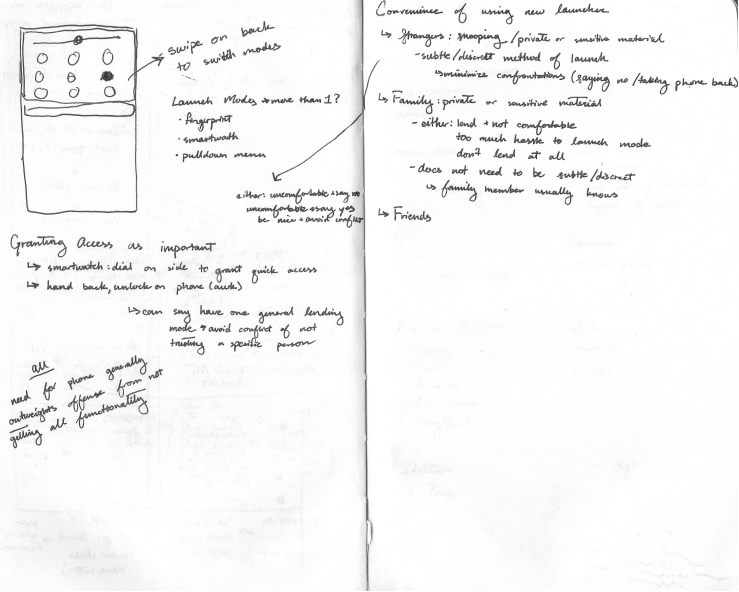 swipe on back
to switch modes
Launch Modes → more than 1?
· fingerprint
· smartwatch
· pulldown menu
either: uncomfortable + say no
uncomfortable + say yes
be nice + avoid conflict
Granting Access as important
↳ smartwatch: dial on side to grant quick access
↳ hand back, unlock on phone (awk)
↳ can say have one general lending
mode → avoid conflict of not
trusting a specific person
all
need for phone generally
outweights offense from not
getting all functionality
Convenience of using new launcher
↳ Strangers: snooping/private or sensitive material
- subtle/discret method of launch
↳ minimize confrontations (saying no/taking phone back)
↳ Family: private or sensitive material
- either: lend + not comfortable
too much hassle to launch mode
don't lend at all
- does not need to be subtle/discret
↳ family member usually knows
↳ Friends